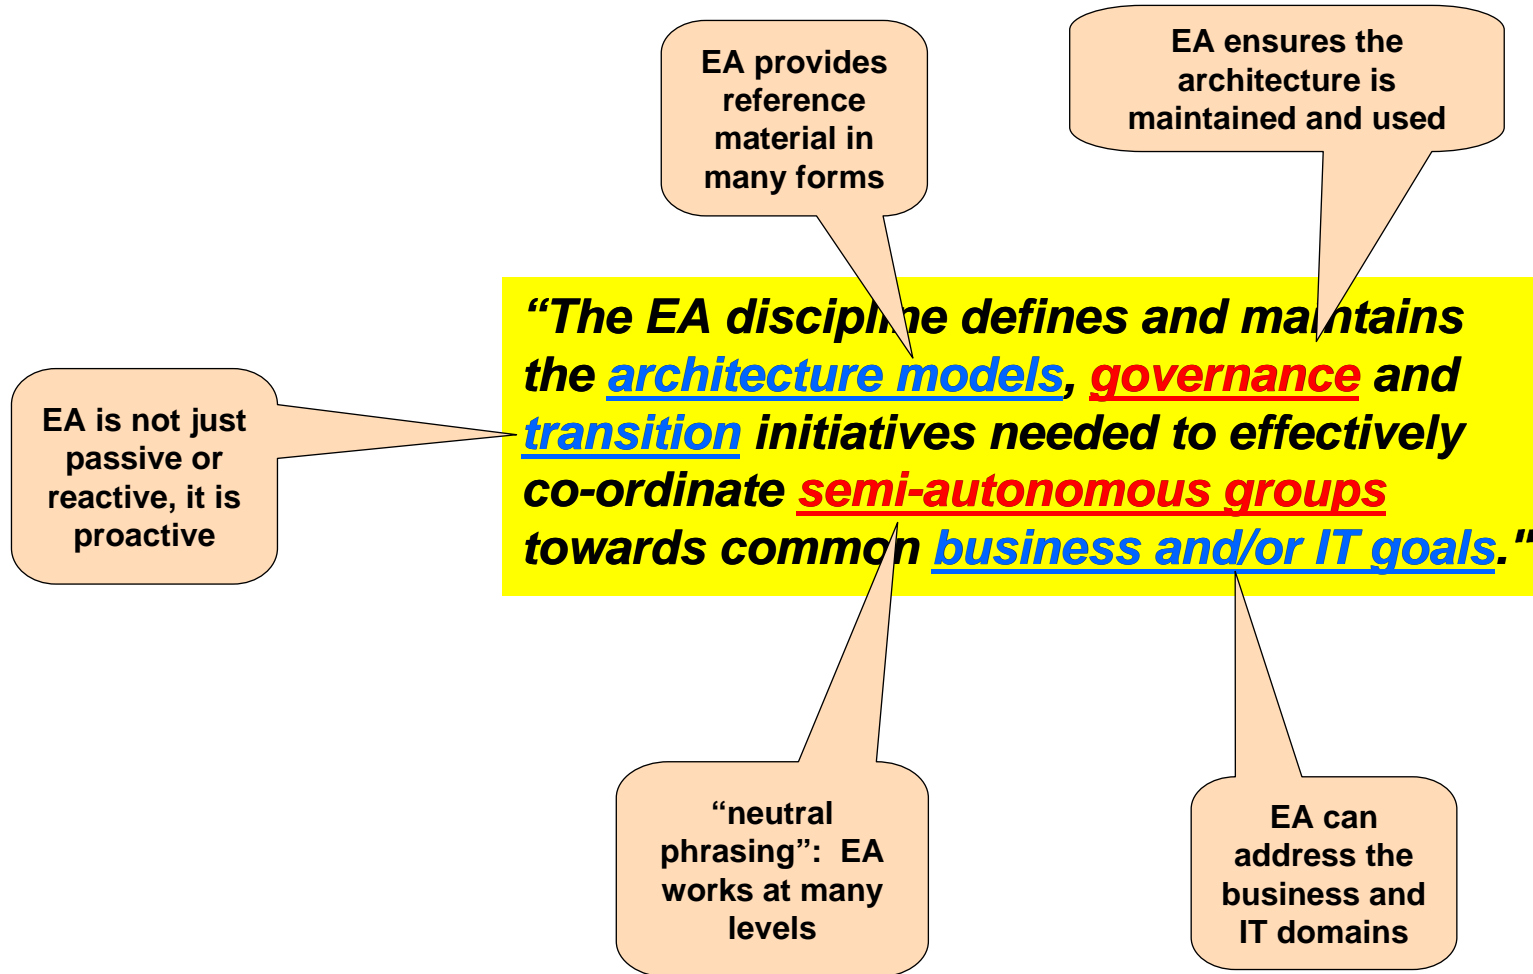 EA provides
reference
material in
many forms
EA ensures the
architecture is
maintained and used
“The EA discipline defines and maintains
the architecture models, governance and
transition initiatives needed to effectively
co-ordinate semi-autonomous groups
towards common business and/or IT goals."
EA is not just
passive or
reactive, it is
proactive
“neutral
phrasing”: EA
works at many
levels
EA can
address the
business and
IT domains